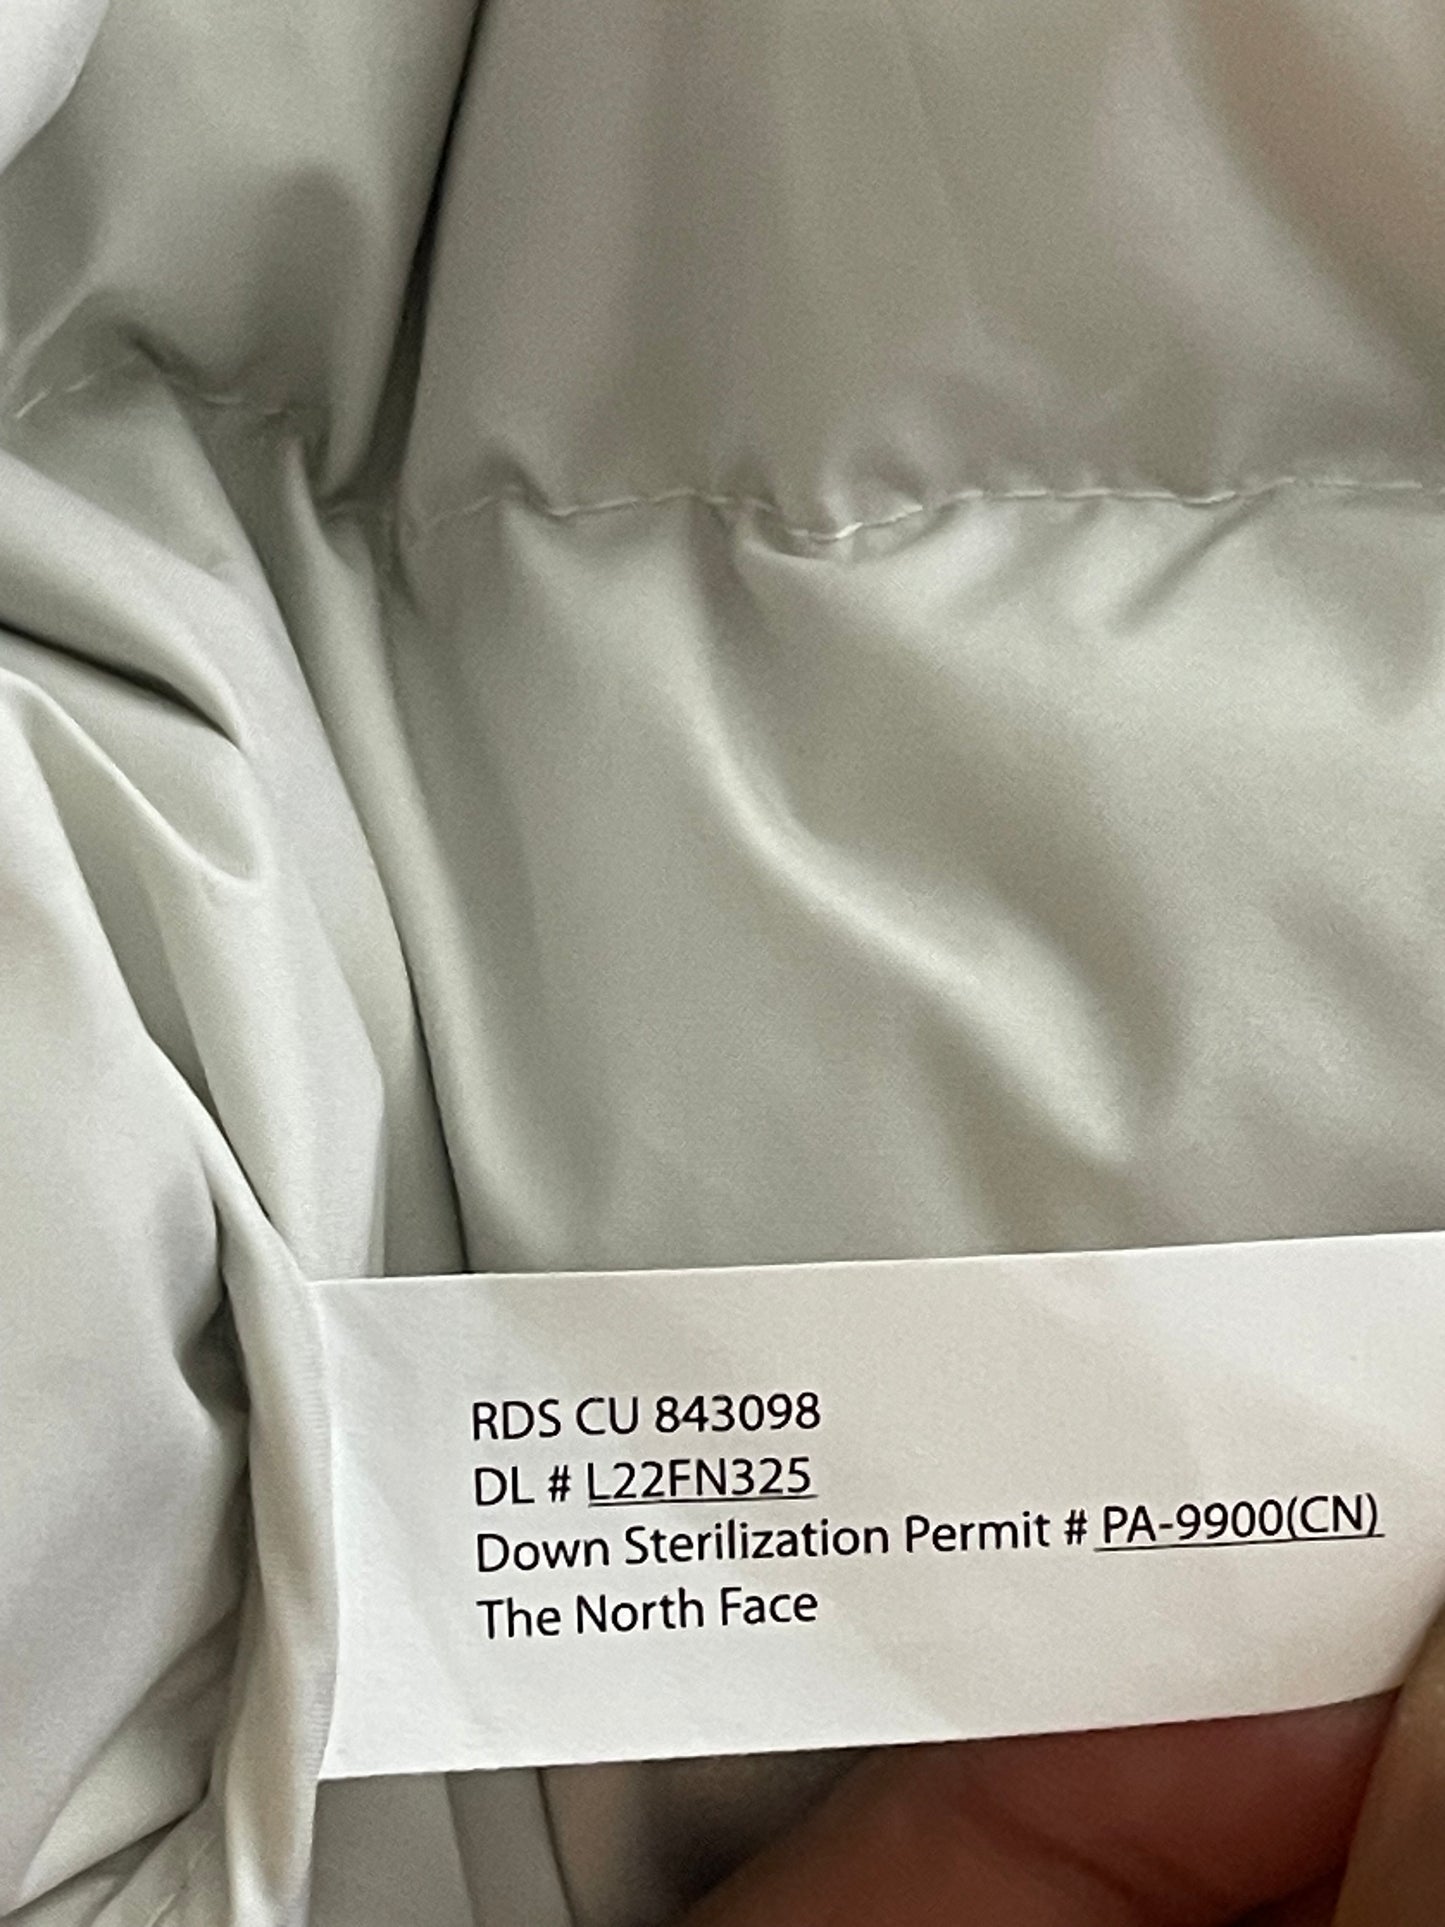 RDS CU 843098
DL # L22FN325
Down Sterilization Permit # PA-9900(CN)
The North Face